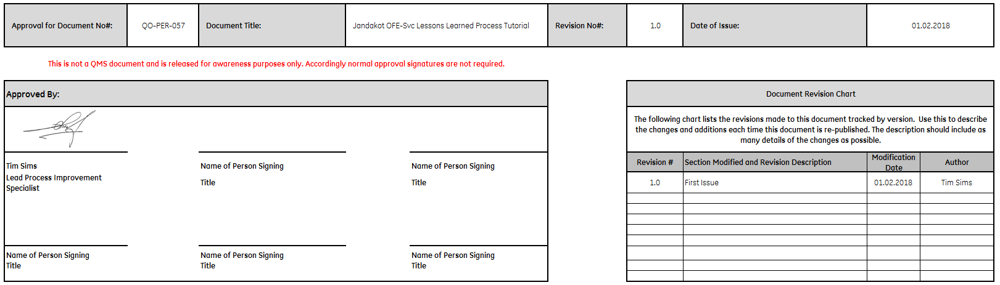 Approval for Document No#: QO-PER-057 Document Title: Jandakot OFE-Svc Lessons Learned Process Tutorial Revision No#: 1.0 Date of Issue: 01.02.2018
This is not a QMS document and is released for awareness purposes only. Accordingly normal approval signatures are not required.
Approved By:
Tim Sims
Lead Process Improvement
Specialist
Name of Person Signing
Title
Name of Person Signing
Title
Name of Person Signing
Title
Name of Person Signing
Title
Name of Person Signing
Title
Document Revision Chart
The following chart lists the revisions made to this document tracked by version. Use this to describe
the changes and additions each time this document is re-published. The description should include as
many details of the changes as possible.
Revision # Section Modified and Revision Description Modification Date Author
1.0 First Issue 01.02.2018 Tim Sims